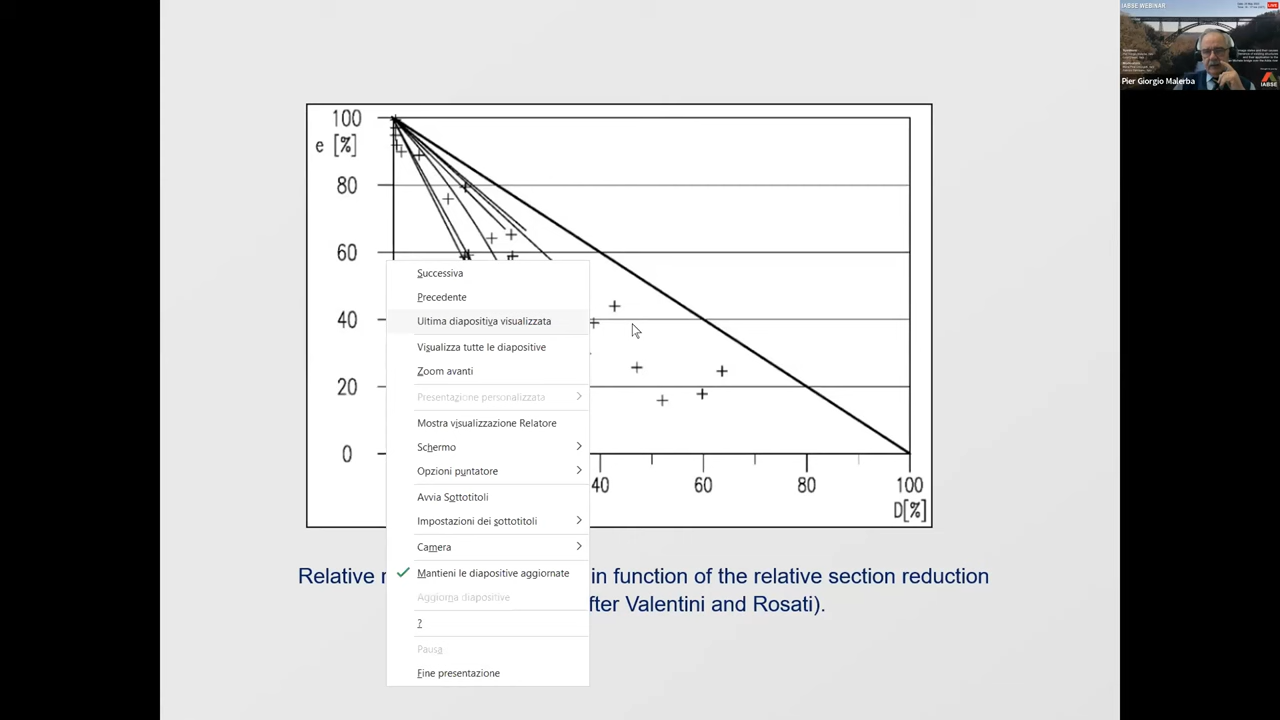 IABSE WEBINAR
LIVE
Pier Giorgio Malerba
IABSE
100
e [%]
80
60
40
20
0
40
60
80
100
D[%]
Successiva
Precedente
Ultima diapositiva visualizzata
Visualizza tutte le diapositive
Zoom avanti
Presentazione personalizzata
Mostra visualizzazione Relatore
Schermo
Opzioni puntatore
Avvia Sottotitoli
Impostazioni dei sottotitoli
Camera
Mantieni le diapositive aggiornate
Aggiorna diapositive
?
Pausa
Fine presentazione
Relative in function of the relative section reduction
Valentini and Rosati).